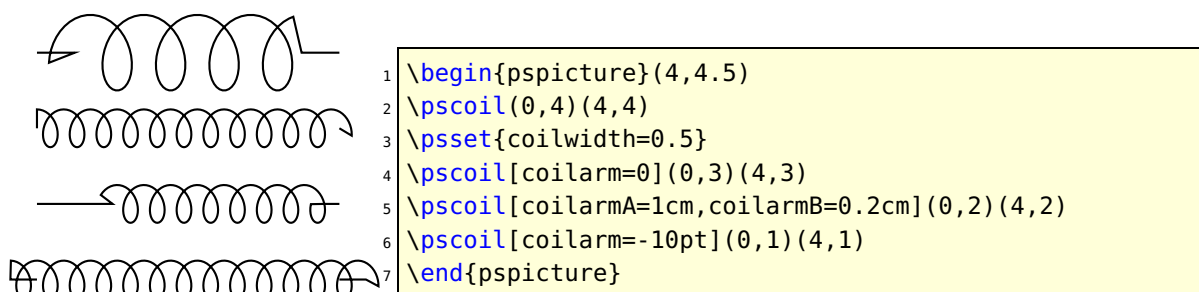 1 \begin{pspicture}(4,4.5)
2 \pscoil(0,4)(4,4)
3 \psset{coilwidth=0.5}
4 \pscoil[coilarm=0](0,3)(4,3)
5 \pscoil[coilarmA=1cm,coilarmB=0.2cm](0,2)(4,2)
6 \pscoil[coilarm=-10pt](0,1)(4,1)
7 \end{pspicture}